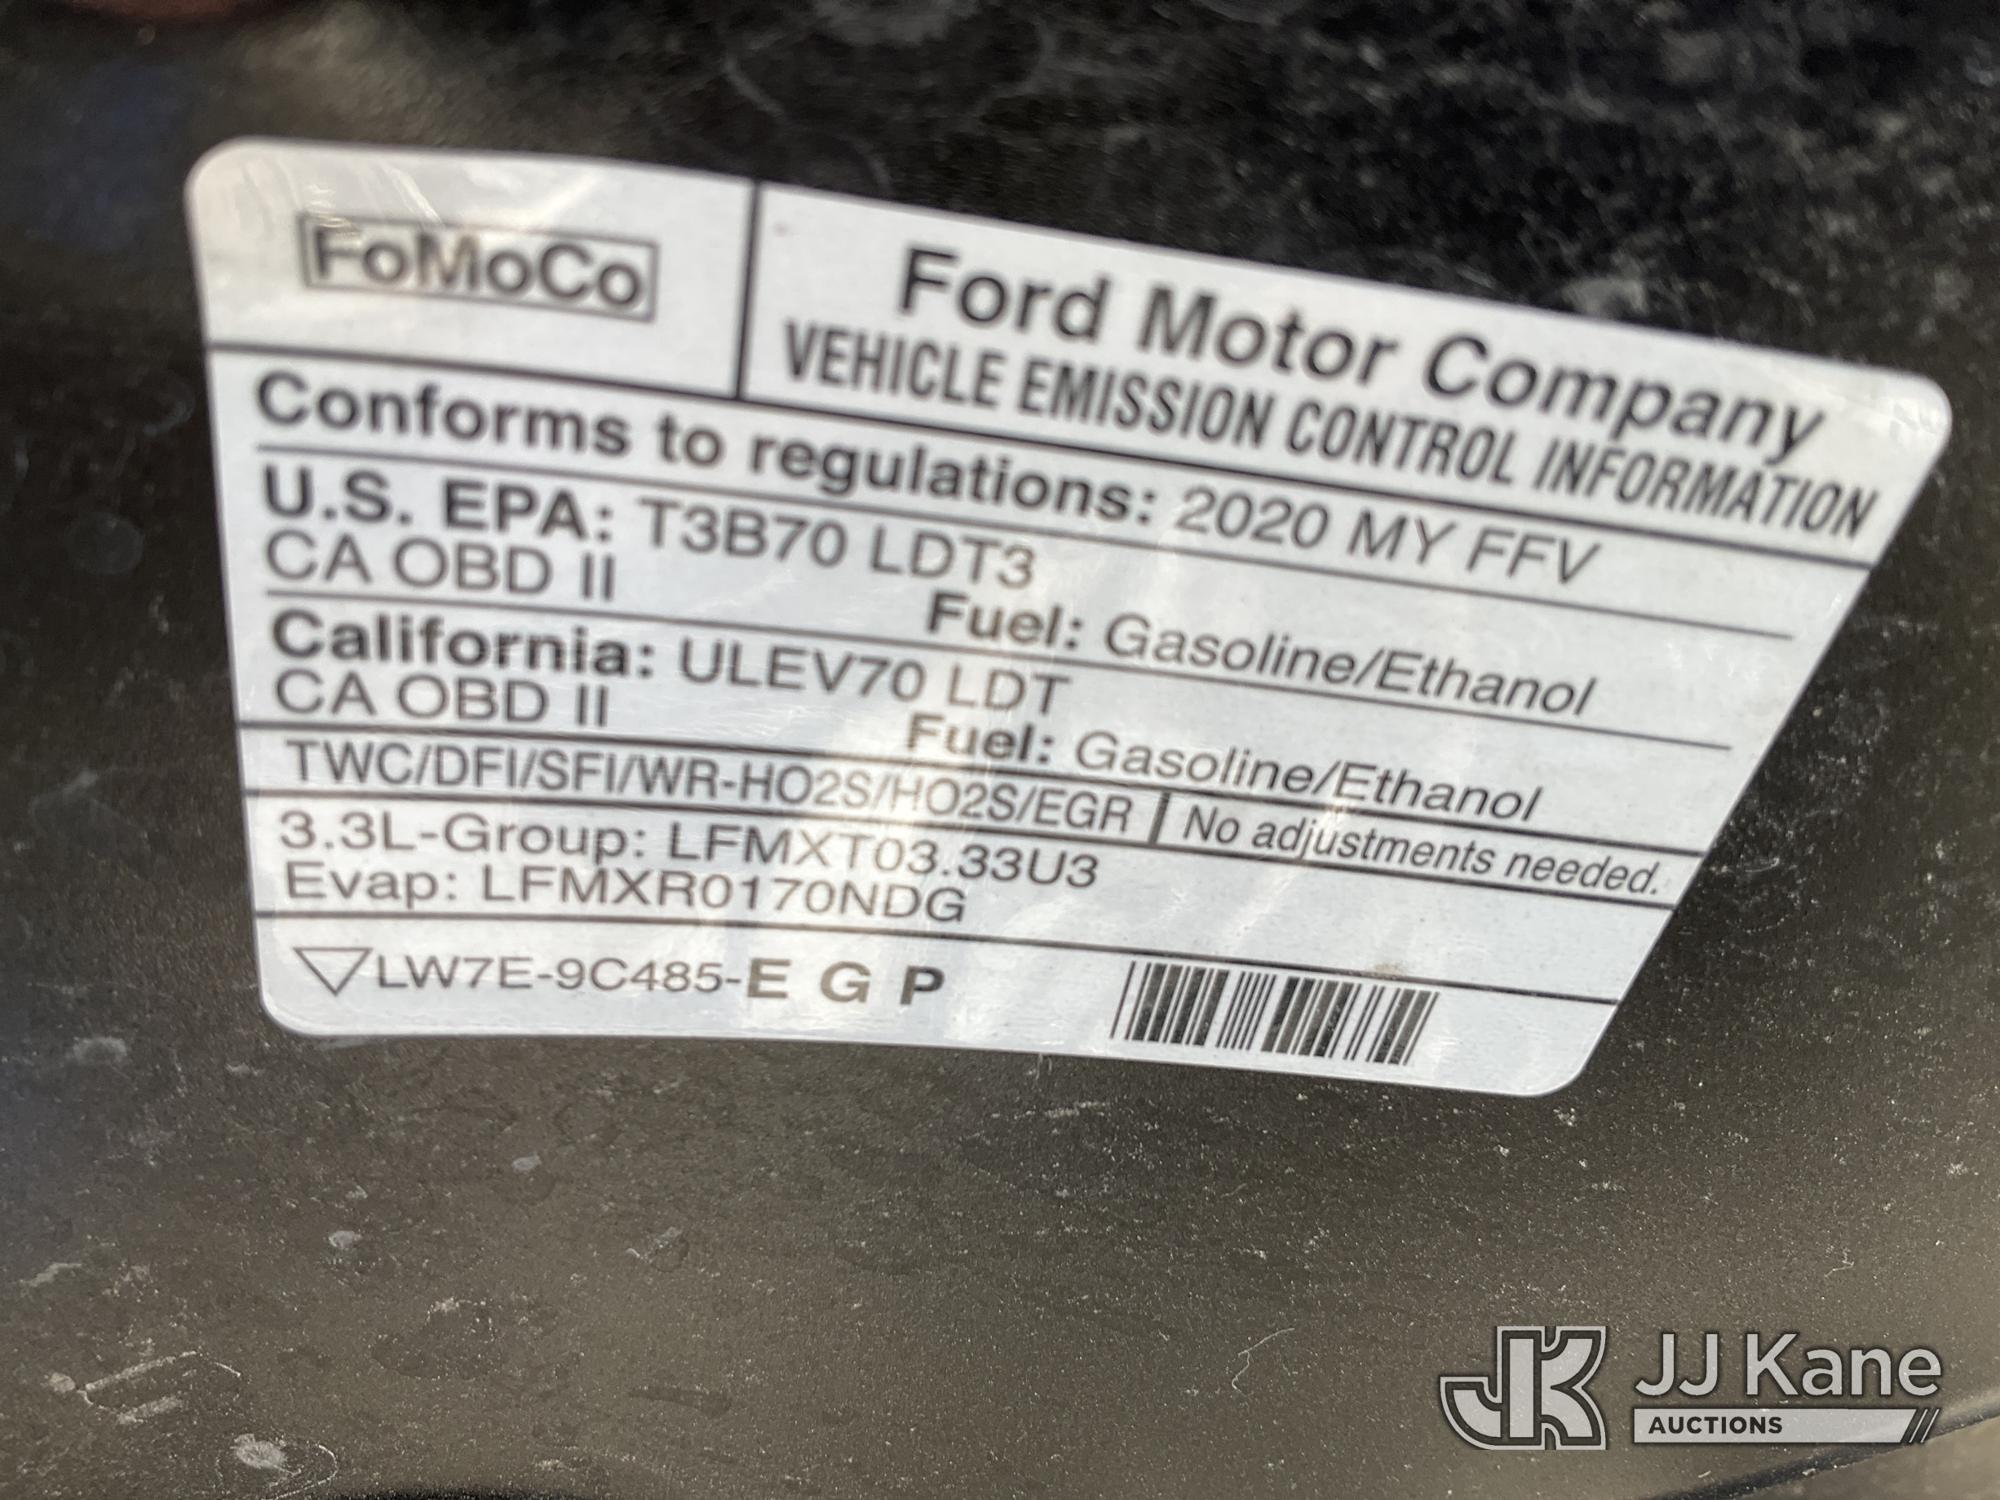 FoMoCo
Ford Motor Company
VEHICLE EMISSION CONTROL INFORMATION
Conforms to regulations: 2020 MY FFV
U.S. EPA: T3B70 LDT3
CA OBD II Fuel: Gasoline/Ethanol
California: ULEV70 LDT
CA OBD II Fuel: Gasoline/Ethanol
TWC/DFI/SFI/WR-HO2S/HO2S/EGR No adjustments needed.
3.3L-Group: LFMXT03.33U3
Evap: LFMXR0170NDG
LW7E-9C485-E G P
JK JJ Kane
AUCTIONS